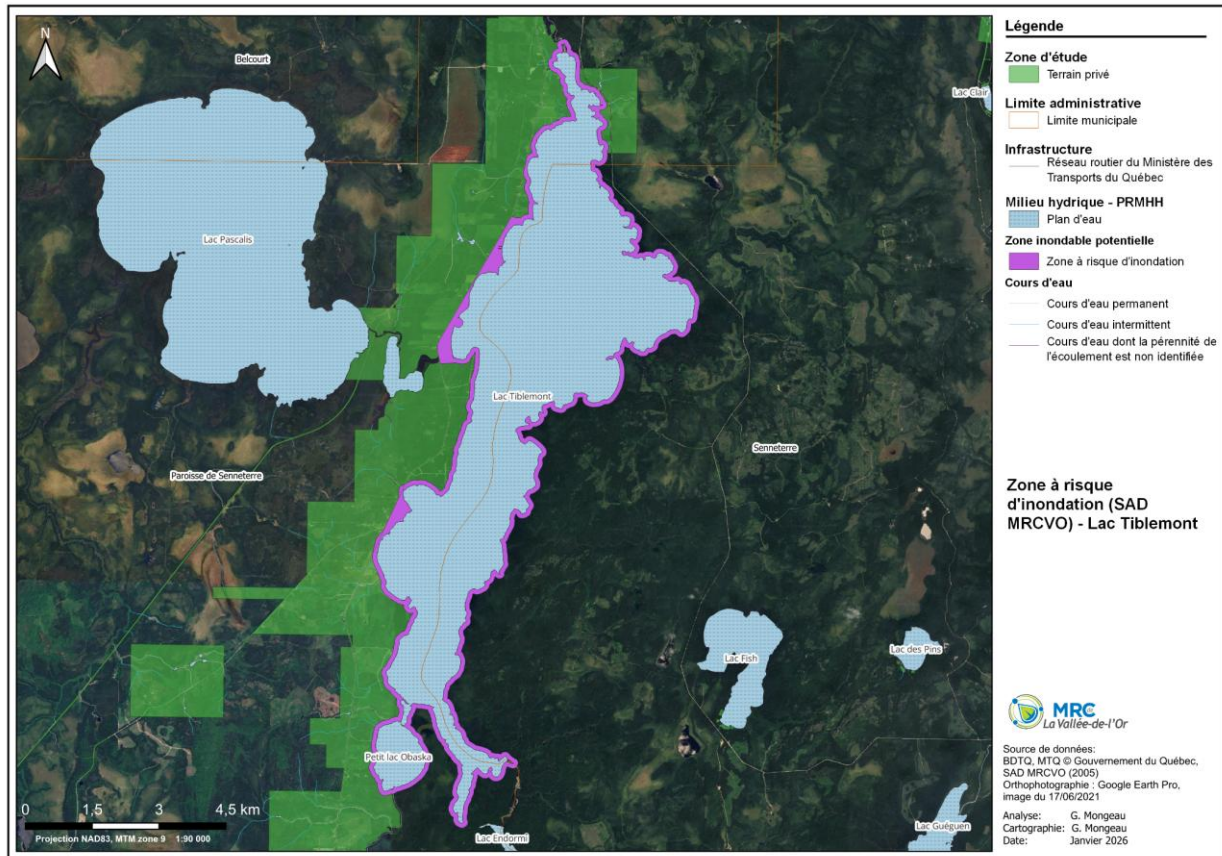 N
Belcourt
Lac Clair
Lac Pascalis
Lac Tiblemont
Senneterre
Paroisse de Senneterre
Lac Fish
Lac des Pins
Petit lac Obaska
Lac Endormi
Lac Guéguen
0 1,5 3 4,5 km
Projection NAD83, MTM zone 9 1:90 000
Légende
Zone d'étude
Terrain privé
Limite administrative
Limite municipale
Infrastructure
Réseau routier du Ministère des
Transports du Québec
Milieu hydrique - PRMHH
Plan d'eau
Zone inondable potentielle
Zone à risque d'inondation
Cours d'eau
Cours d'eau permanent
Cours d'eau intermittent
Cours d'eau dont la pérennité de
l'écoulement est non identifiée
Zone à risque
d'inondation (SAD
MRCVO) - Lac Tiblemont
MRC
La Vallée-de-l'Or
Source de données:
BDTQ, MTQ © Gouvernement du Québec,
SAD MRCVO (2005)
Orthophotographie : Google Earth Pro,
image du 17/06/2021
Analyse: G. Mongeau
Cartographie: G. Mongeau
Date: Janvier 2026